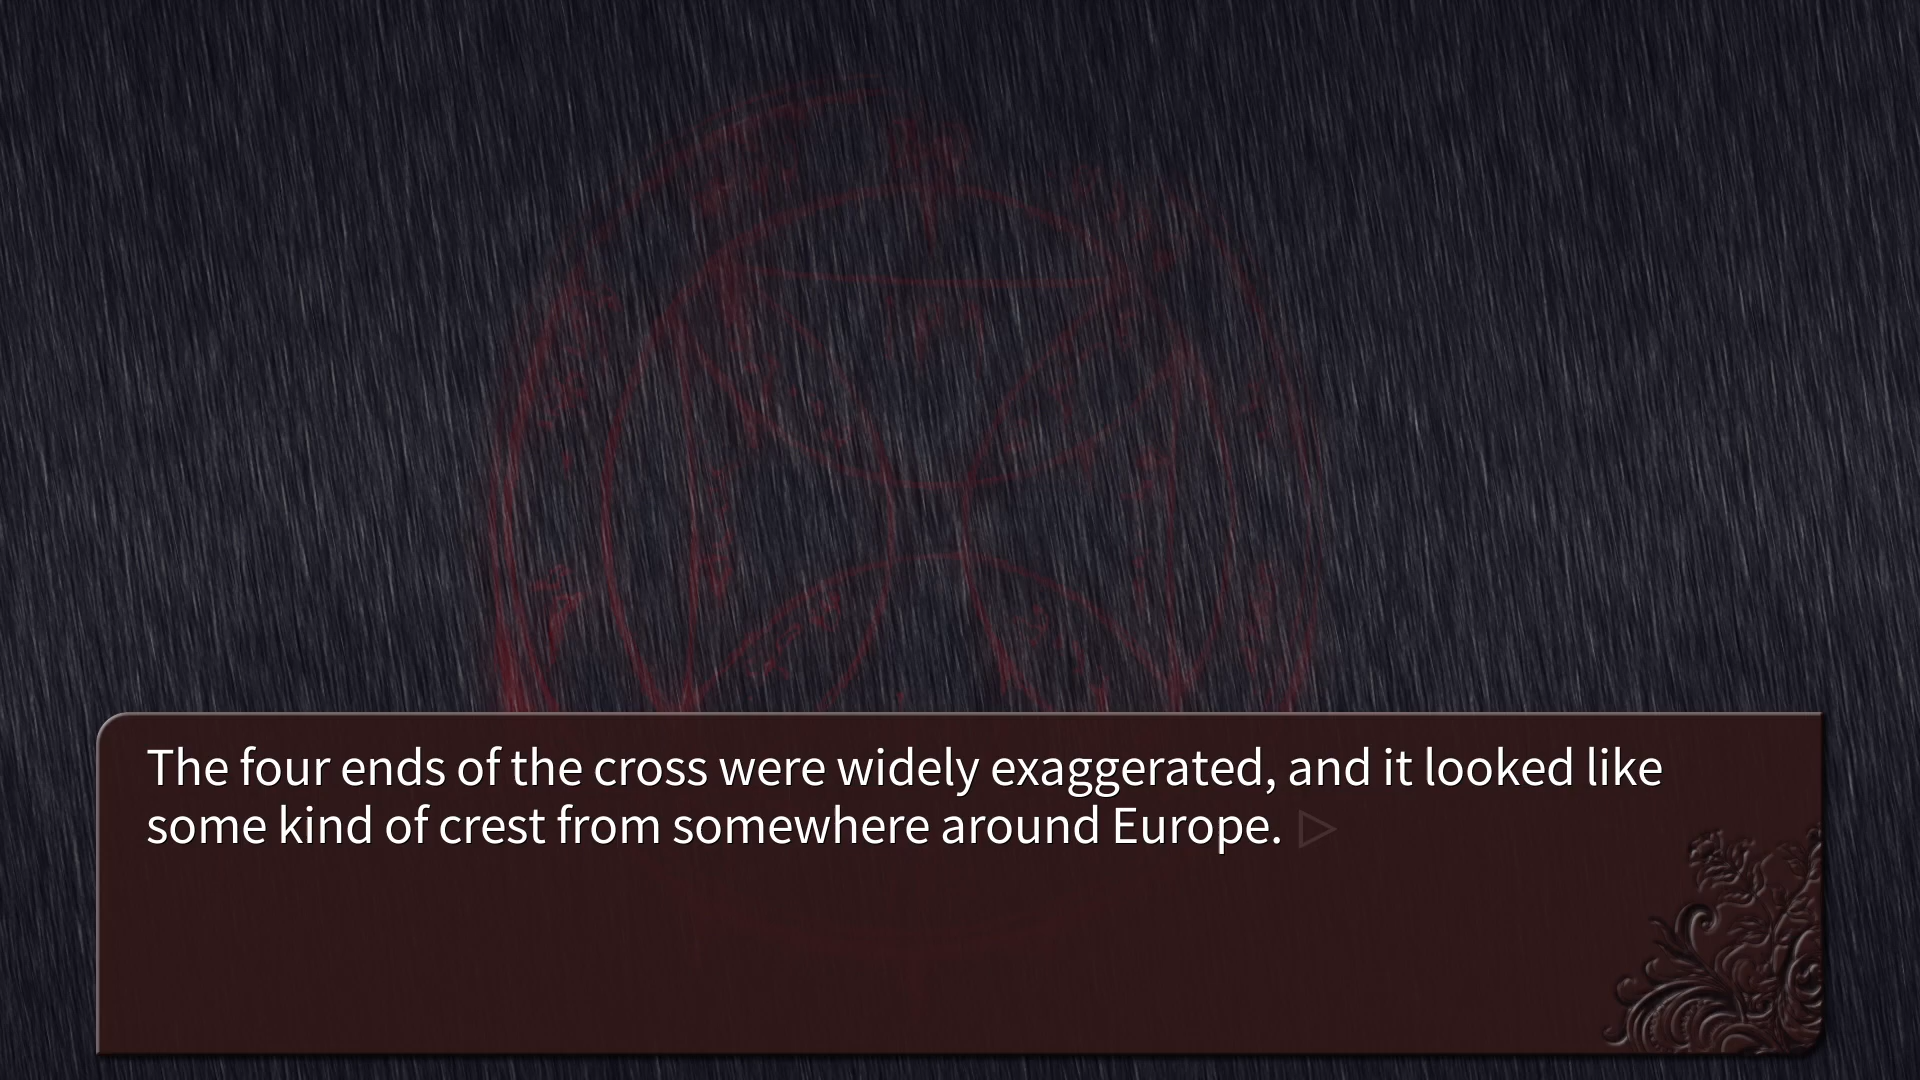 The four ends of the cross were widely exaggerated, and it looked like
some kind of crest from somewhere around Europe.